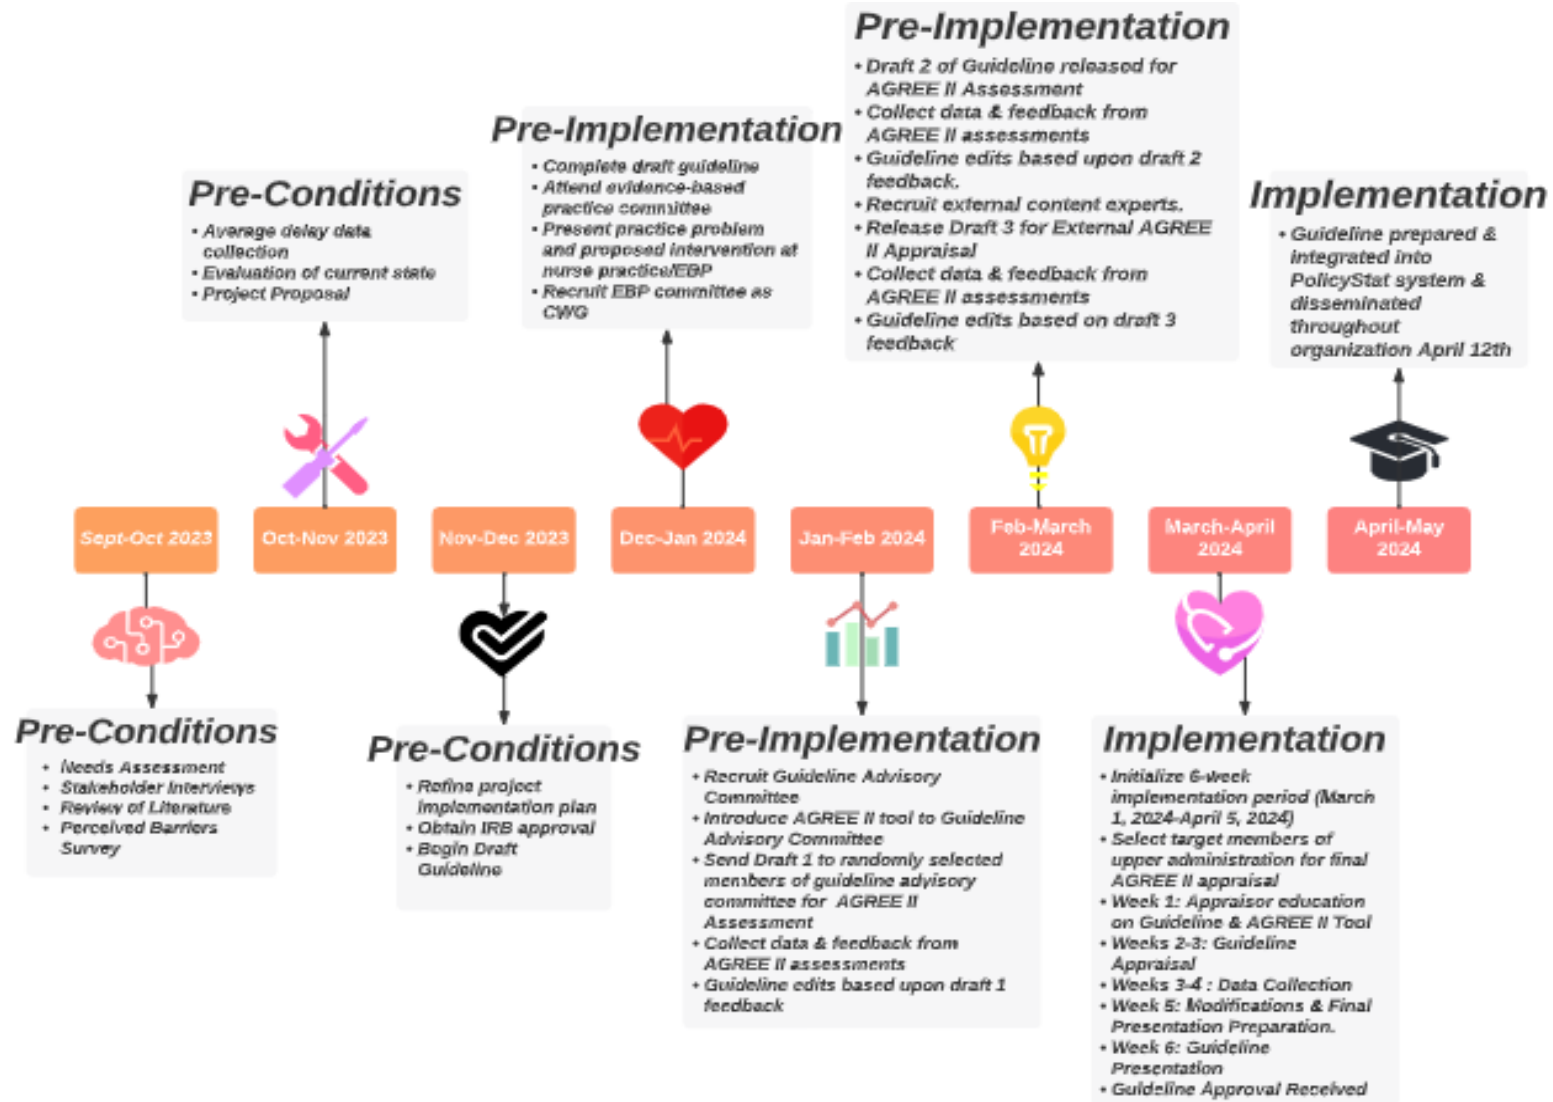 Pre-Implementation
• Draft 2 of Guideline released for
AGREE II Assessment
• Collect data & feedback from
AGREE II assessments
• Guideline edits based upon draft 2
feedback.
• Recruit external content experts.
• Release Draft 3 for External AGREE
II Appraisal
• Collect data & feedback from
AGREE II assessments
• Guideline edits based on draft 3
feedback
Pre-Implementation
• Complete draft guideline
• Attend evidence-based
practice committee
• Present practice problem
and proposed intervention at
nurse practice/EBP
• Recruit EBP committee as
CWG
Pre-Conditions
• Average delay data
collection
• Evaluation of current state
• Project Proposal
Implementation
• Guideline prepared &
integrated into
PolicyStat system &
disseminated
throughout
organization April 12th
Sept-Oct 2023
Oct-Nov 2023
Nov-Dec 2023
Dec-Jan 2024
Jan-Feb 2024
Feb-March
2024
March-April
2024
April-May
2024
Pre-Conditions
• Needs Assessment
• Stakeholder Interviews
• Review of Literature
• Perceived Barriers
Survey
Pre-Conditions
• Refine project
implementation plan
• Obtain IRB approval
• Begin Draft
Guideline
Pre-Implementation
• Recruit Guideline Advisory
Committee
• Introduce AGREE II tool to Guideline
Advisory Committee
• Send Draft 1 to randomly selected
members of guideline advisory
committee for AGREE II
Assessment
• Collect data & feedback from
AGREE II assessments
• Guideline edits based upon draft 1
feedback
Implementation
• Initialize 6-week
implementation period (March
1, 2024-April 5, 2024)
• Select target members of
upper administration for final
AGREE II appraisal
• Week 1: Appraisor education
on Guideline & AGREE II Tool
• Weeks 2-3: Guideline
Appraisal
• Weeks 3-4 : Data Collection
• Week 5: Modifications & Final
Presentation Preparation.
• Week 6: Guideline
Presentation
• Guideline Approval Received